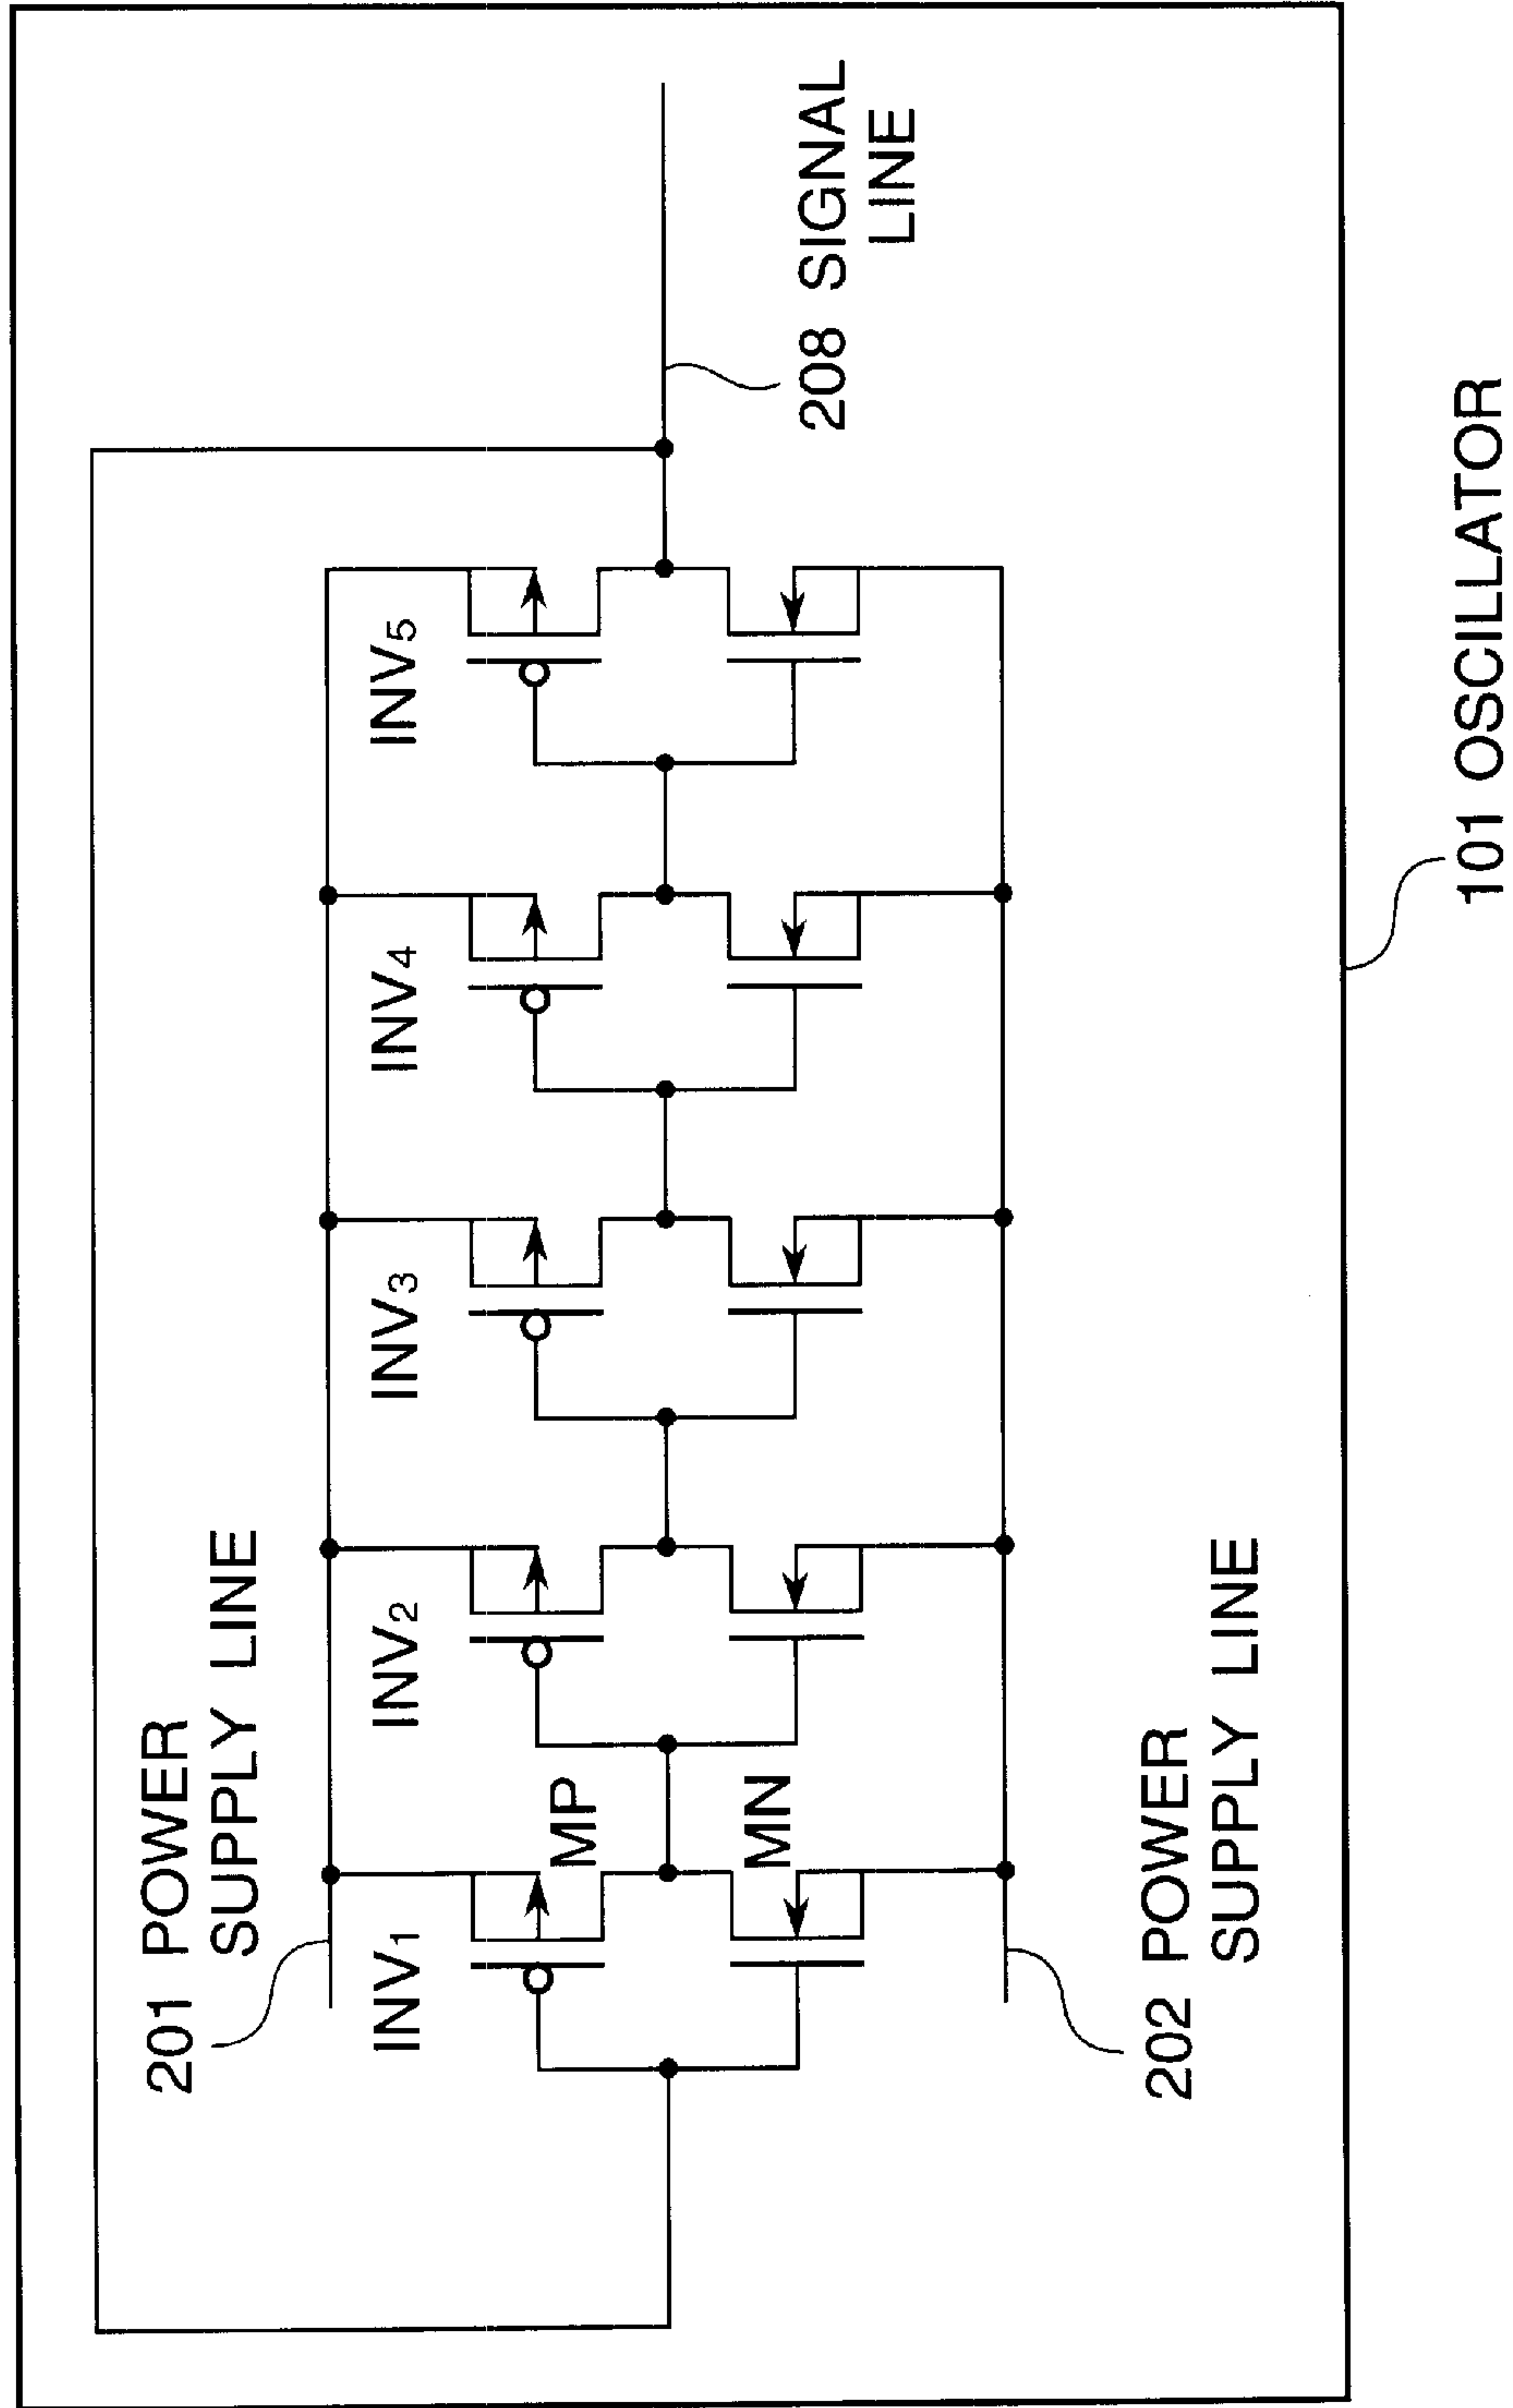 201 POWER
SUPPLY LINE
INV1
INV2
INV3
INV4
INV5
MP
MN
208 SIGNAL
LINE
202 POWER
SUPPLY LINE
101 OSCILLATOR